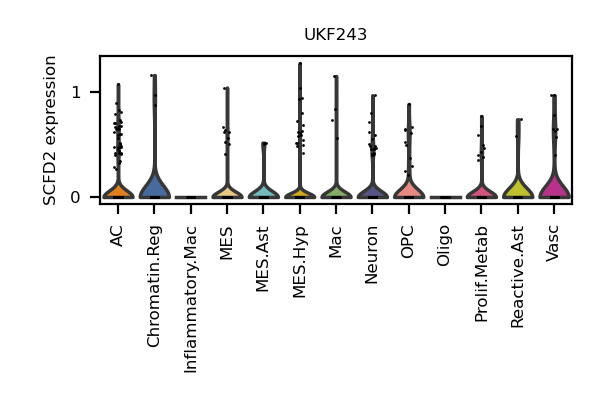 UKF243
SCFD2 expression
1
0
AC
Chromatin.Reg
Inflammatory.Mac
MES
MES.Ast
MES.Hyp
Mac
Neuron
OPC
Oligo
Prolif.Metab
Reactive.Ast
Vasc